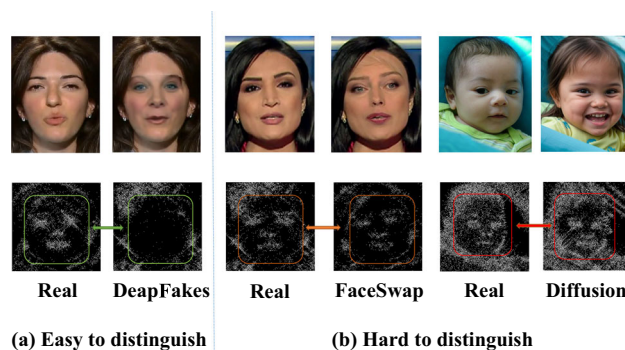 Real DeapFakes Real FaceSwap Real Diffusion
(a) Easy to distinguish (b) Hard to distinguish